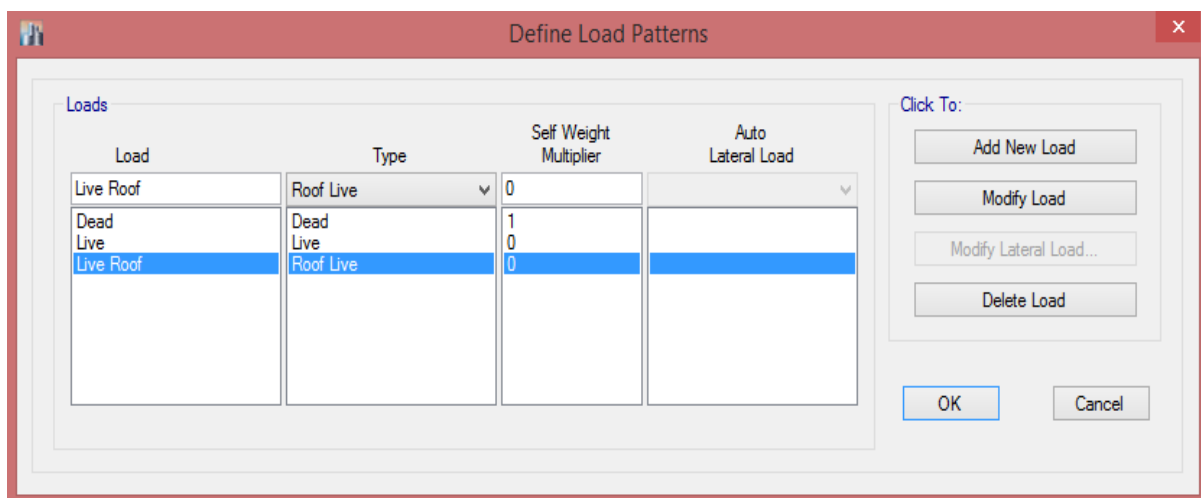 Define Load Patterns
x
Loads
Click To:
Load
Type
Self Weight
Multiplier
Auto
Lateral Load
Live Roof
Roof Live
0
Dead Dead 1
Live Live 0
Live Roof Roof Live 0
Add New Load
Modify Load
Modify Lateral Load...
Delete Load
OK
Cancel